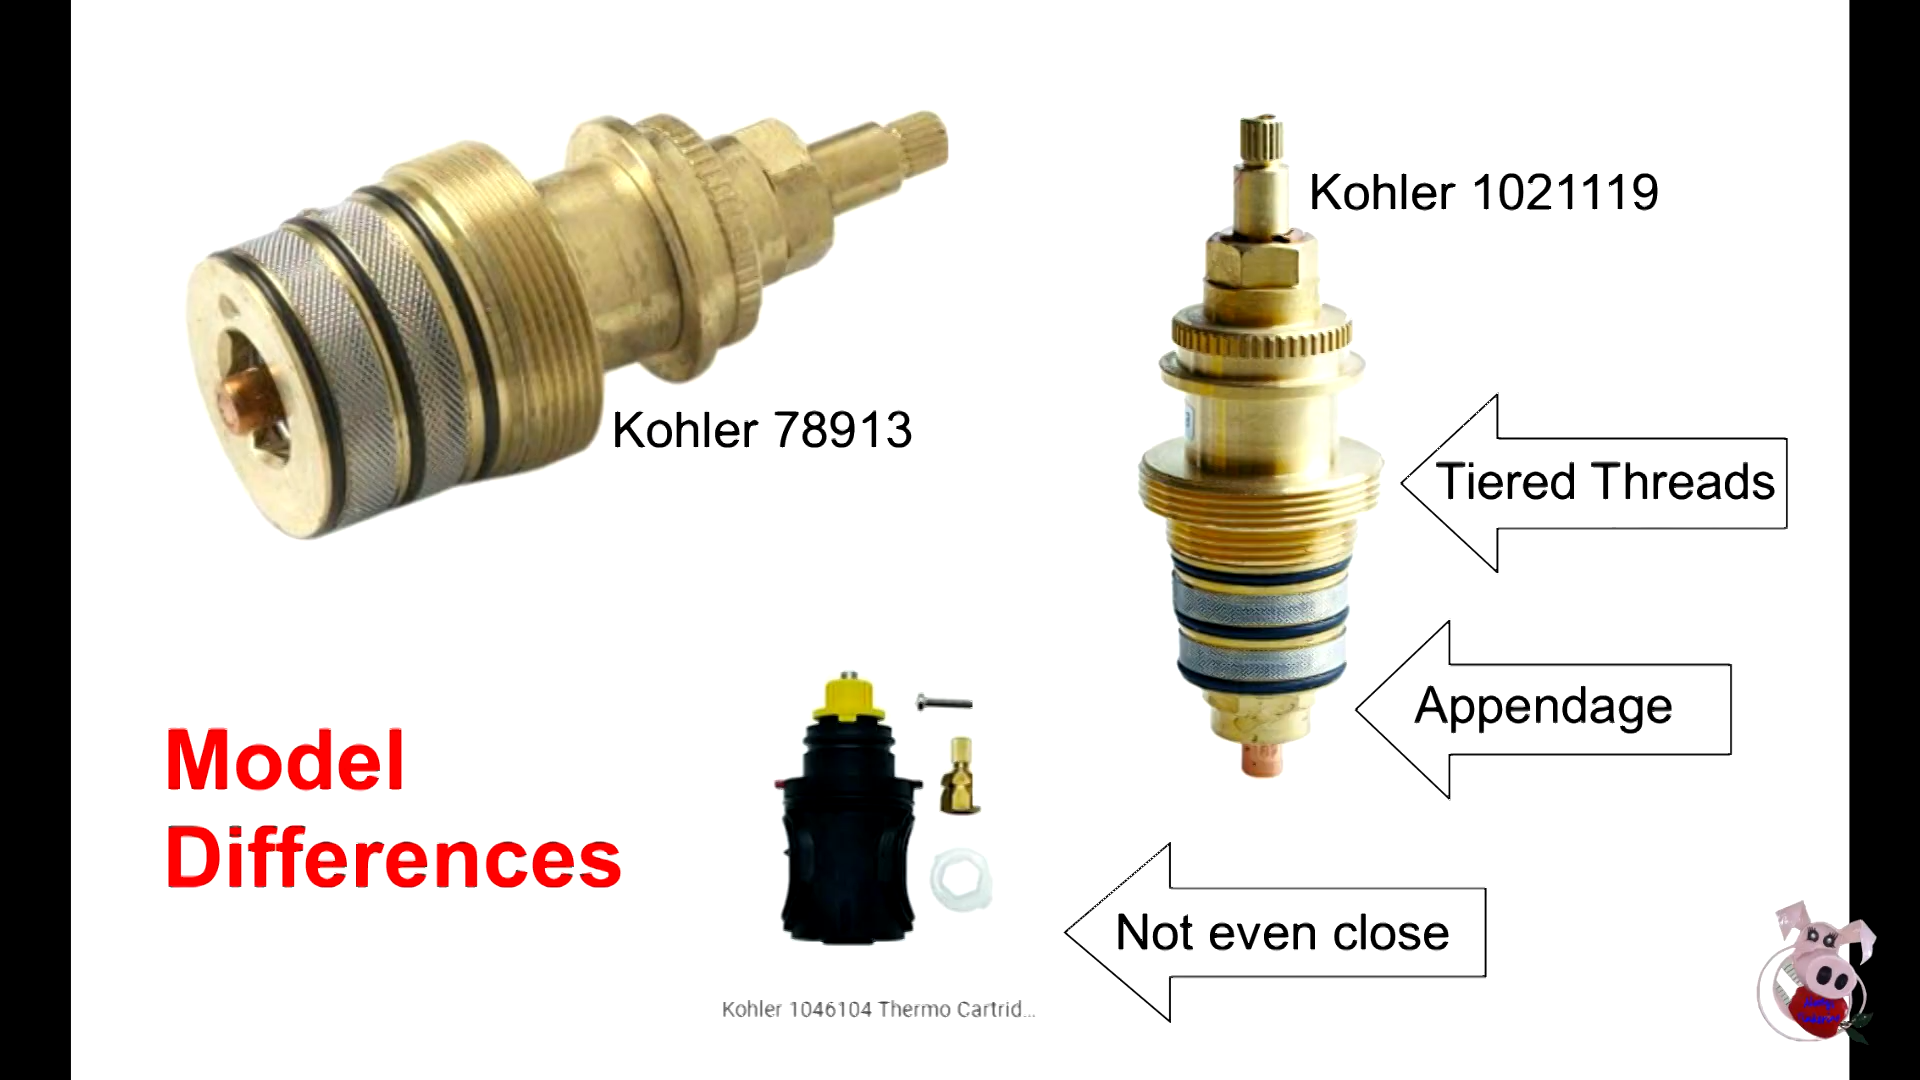 Kohler 1021119
Kohler 78913
Tiered Threads
Appendage
Model
Differences
Not even close
Kohler 1046104 Thermo Cartrid...